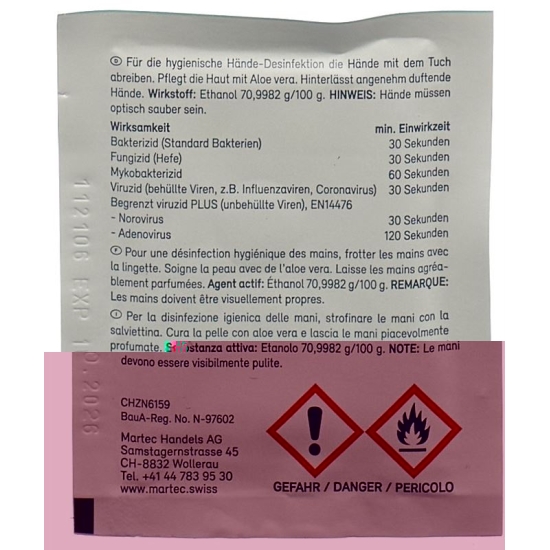 D Für die hygienische Hände-Desinfektion die Hände mit dem Tuch
abreiben. Pflegt die Haut mit Aloe vera. Hinterlässt angenehm duftende
Hände. Wirkstoff: Ethanol 70,9982 g/100 g. HINWEIS: Hände müssen
optisch sauber sein.
Wirksamkeit min. Einwirkzeit
Bakterizid (Standard Bakterien) 30 Sekunden
Fungizid (Hefe) 30 Sekunden
Mykobakterizid 60 Sekunden
Viruzid (behüllte Viren, z.B. Influenzaviren, Coronavirus) 30 Sekunden
Begrenzt viruzid PLUS (unbehüllte Viren), EN14476
- Norovirus 30 Sekunden
- Adenovirus 120 Sekunden
F Pour une désinfection hygiénique des mains, frotter les mains avec
la lingette. Soigne la peau avec de l'aloe vera. Laisse les mains agréa-
blement parfumées. Agent actif: Éthanol 70,9982 g/100 g. REMARQUE:
Les mains doivent être visuellement propres.
I Per la disinfezione igienica delle mani, strofinare le mani con la
salviettina. Cura la pelle con aloe vera e lascia le mani piacevolmente
profumate. attiva: Etanolo 70,9982 g/100 g. NOTE: Le mani
devono essere visibilmente pulite.
CHZN6159
BauA-Reg. No. N-97602
Martec Handels AG
Samstagernstrasse 45
CH-8832 Wollerau
Tel. +41 44 783 95 30
www.martec.swiss
GEFAHR / DANGER / PERICOLO
112106 EXP .2026